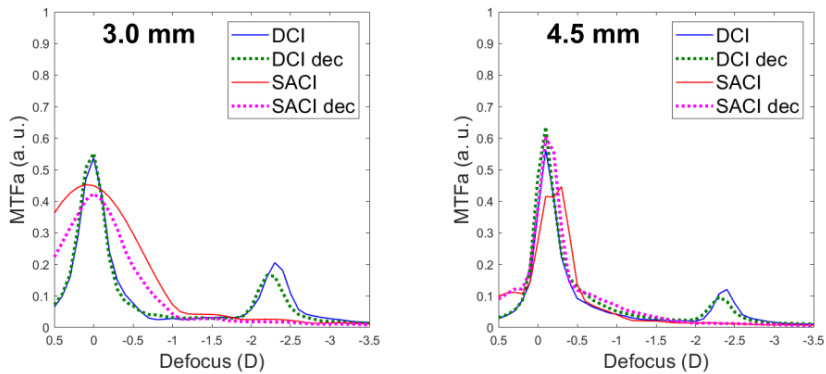 3.0 mm
DCI
DCI dec
SACI
SACI dec
MTFa (a. u.)
1
0.9
0.8
0.7
0.6
0.5
0.4
0.3
0.2
0.1
0
0.5 0 -0.5 -1 -1.5 -2 -2.5 -3 -3.5
Defocus (D)
4.5 mm
DCI
DCI dec
SACI
SACI dec
MTFa (a. u.)
1
0.9
0.8
0.7
0.6
0.5
0.4
0.3
0.2
0.1
0
0.5 0 -0.5 -1 -1.5 -2 -2.5 -3 -3.5
Defocus (D)